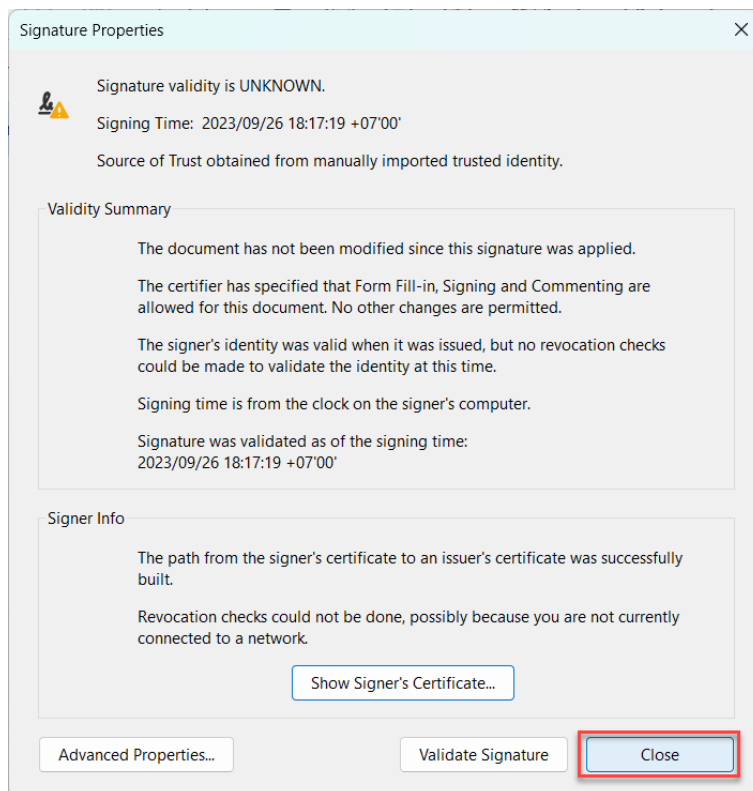 Signature Properties
Signature validity is UNKNOWN.
Signing Time: 2023/09/26 18:17:19 +07'00'
Source of Trust obtained from manually imported trusted identity.
Validity Summary
The document has not been modified since this signature was applied.
The certifier has specified that Form Fill-in, Signing and Commenting are
allowed for this document. No other changes are permitted.
The signer's identity was valid when it was issued, but no revocation checks
could be made to validate the identity at this time.
Signing time is from the clock on the signer's computer.
Signature was validated as of the signing time:
2023/09/26 18:17:19 +07'00'
Signer Info
The path from the signer's certificate to an issuer's certificate was successfully
built.
Revocation checks could not be done, possibly because you are not currently
connected to a network.
Show Signer's Certificate...
Advanced Properties...
Validate Signature
Close